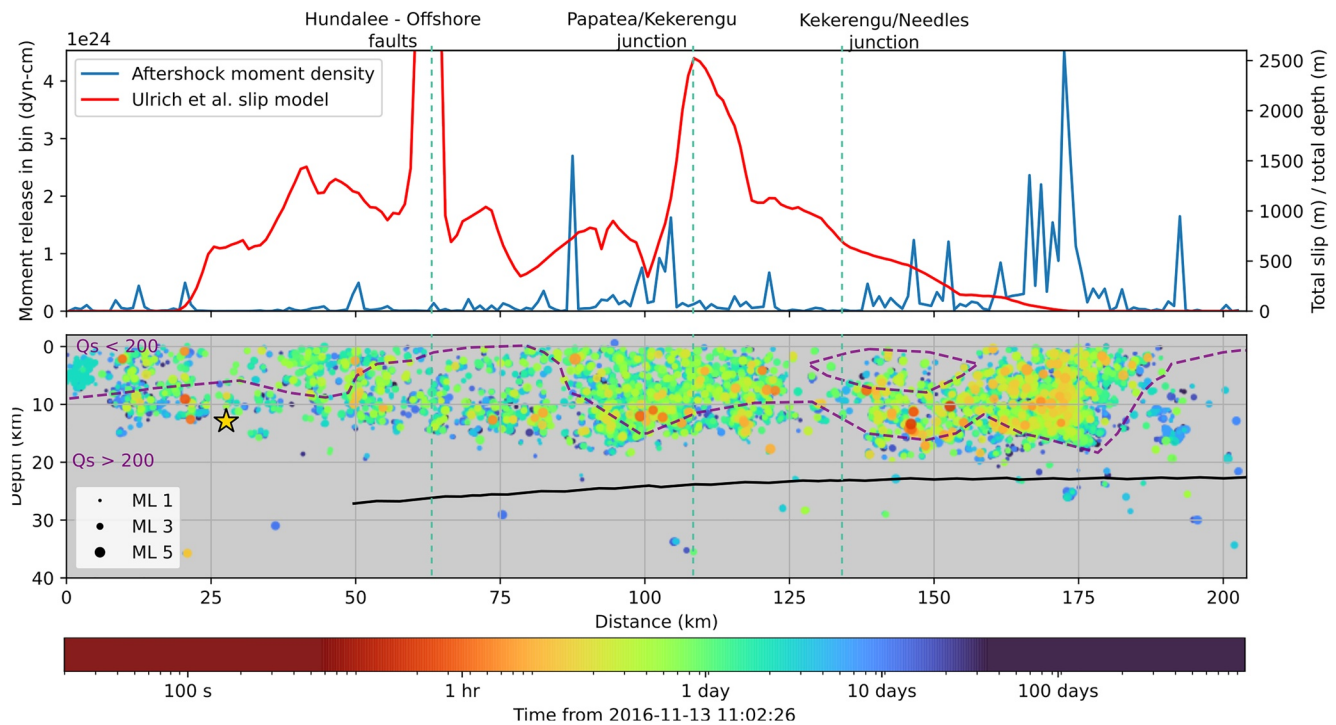 Hundalee - Offshore
faults
Papatea/Kekerengu
junction
Kekerengu/Needles
junction
1e24
Moment release in bin (dyn-cm)
4
3
2
1
0
Aftershock moment density
Ulrich et al. slip model
2500
2000
1500
1000
500
0
Total slip (m) / total depth (m)
Depth (km)
0
10
20
30
40
Qs < 200
Qs > 200
ML 1
ML 3
ML 5
0 25 50 75 100 125 150 175 200
Distance (km)
100 s 1 hr 1 day 10 days 100 days
Time from 2016-11-13 11:02:26